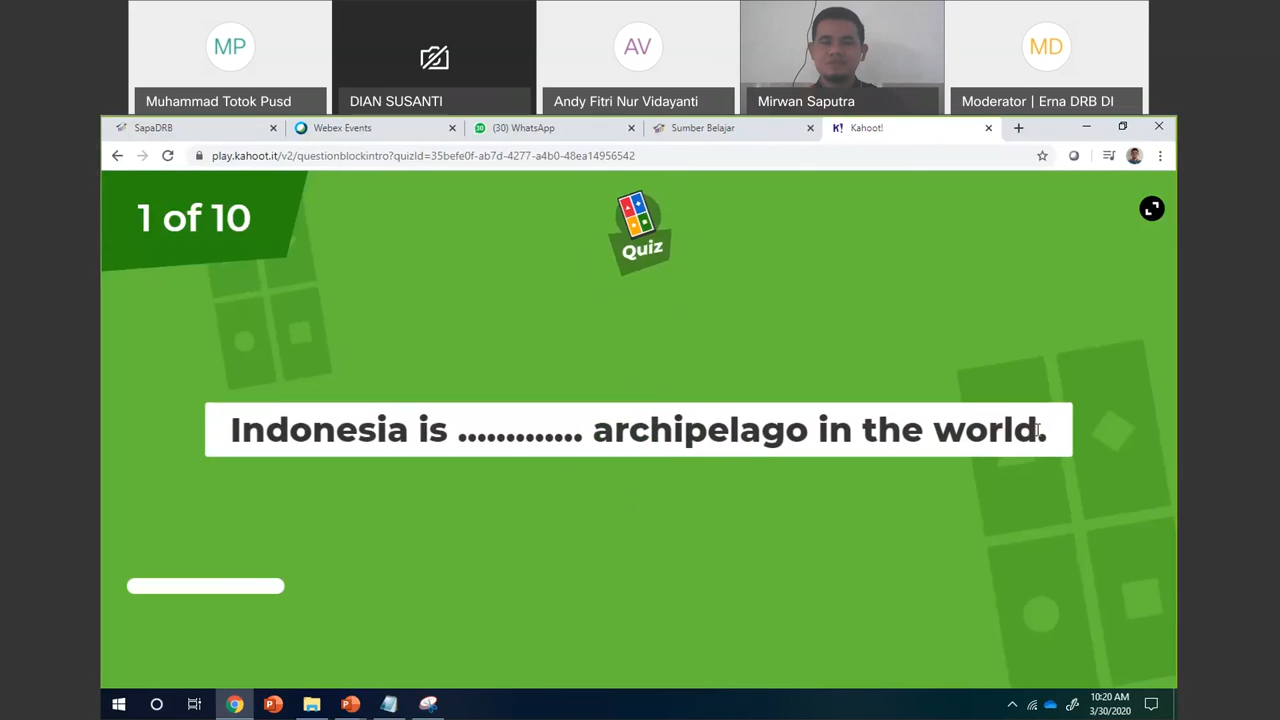 MP
AV
MD
Muhammad Totok Pusd
DIAN SUSANTI
Andy Fitri Nur Vidayanti
Mirwan Saputra
Moderator | Erna DRB DI
SapaDRB
Webex Events
(30) WhatsApp
Sumber Belajar
K! Kahoot!
play.kahoot.it/v2/questionblockintro?quizId=35befe0f-ab7d-4277-a4b0-48ea14956542
1 of 10
Quiz
Indonesia is ............. archipelago in the world.
10:20 AM
3/30/2020